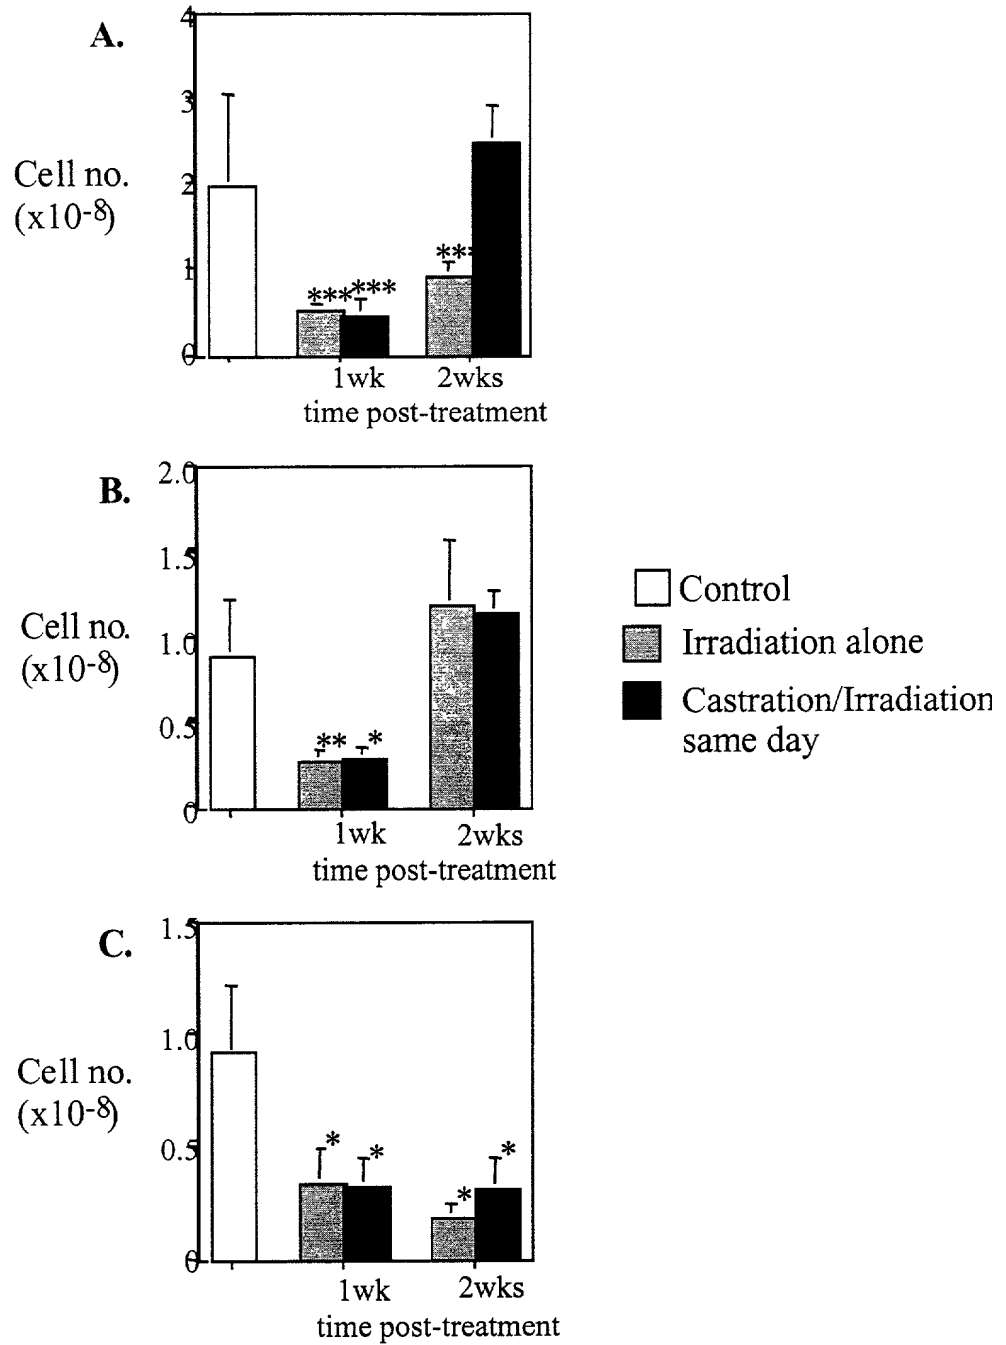 A.
4
3
2
1
0
Cell no.
(x10-8)
*** *** ***
1wk 2wks
time post-treatment
B.
2.0
1.5
1.0
0.5
0
Cell no.
(x10-8)
** *
1wk 2wks
time post-treatment
Control
Irradiation alone
Castration/Irradiation
same day
C.
1.5
1.0
0.5
0
Cell no.
(x10-8)
* * * *
1wk 2wks
time post-treatment